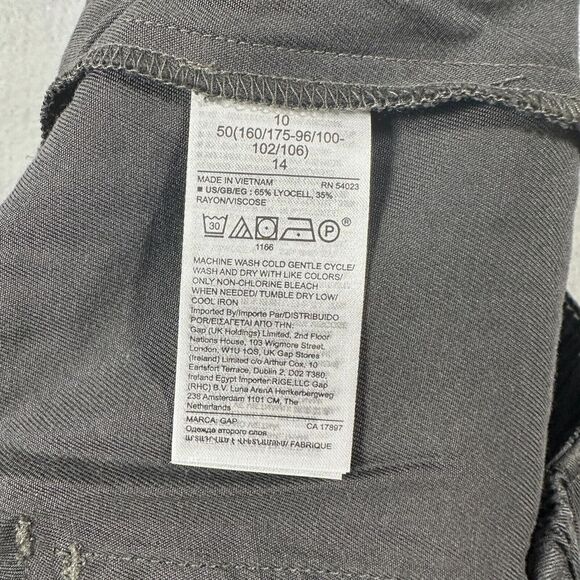 10
50(160/175-96/100-
102/106)
14
MADE IN VIETNAM RN 54023
■ US/GB/EG : 65% LYOCELL, 35%
RAYON/VISCOSE
30 P ®
1166
MACHINE WASH COLD GENTLE CYCLE/
WASH AND DRY WITH LIKE COLORS/
ONLY NON-CHLORINE BLEACH
WHEN NEEDED/ TUMBLE DRY LOW/
COOL IRON
Imported By/Importe Par/DISTRIBUIDO
POR/ΕΙΣΑΓΕΤΑΙ ΑΠΟ ΤΗΝ:
Gap (UK Holdings) Limited, 2nd Floor
Nations House, 103 Wigmore Street,
London, W1U 1QS, UK Gap Stores
(Ireland) Limited c/o Arthur Cox, 10
Earlsfort Terrace, Dublin 2, D02 T380,
Ireland Egypt Importer:RIGE,LLC Gap
(RHC) B.V. Luna ArenA Herikerbergweg
238 Amsterdam 1101 CM, The
Netherlands
MARCA: GAP CA 17897
Одежда второго слоя
/ FABRIQUE